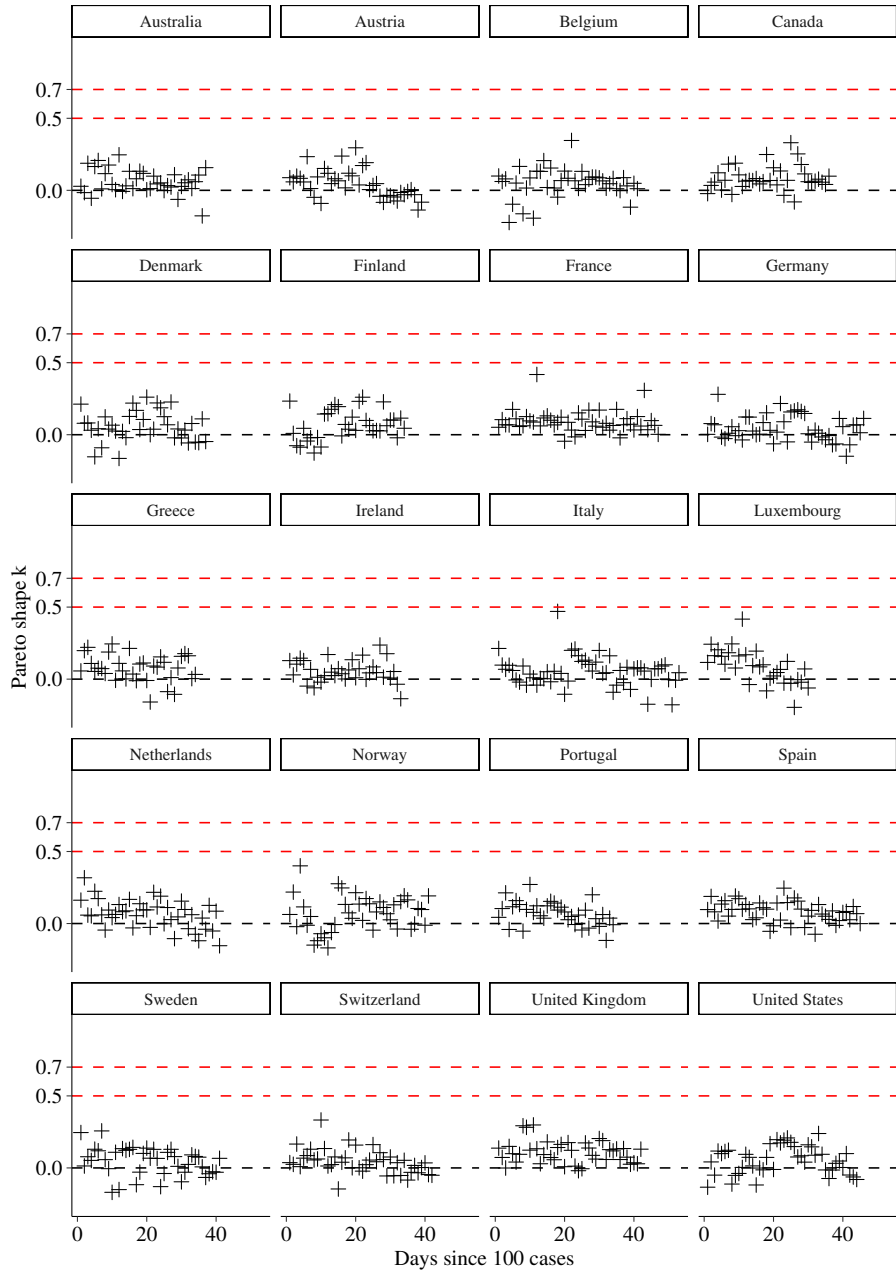 Australia Austria Belgium Canada
0.7
0.5
0.0
Denmark Finland France Germany
0.7
0.5
0.0
Greece Ireland Italy Luxembourg
0.7
0.5
0.0
Pareto shape k
Netherlands Norway Portugal Spain
0.7
0.5
0.0
Sweden Switzerland United Kingdom United States
0.7
0.5
0.0
0 20 40 0 20 40 0 20 40 0 20 40
Days since 100 cases